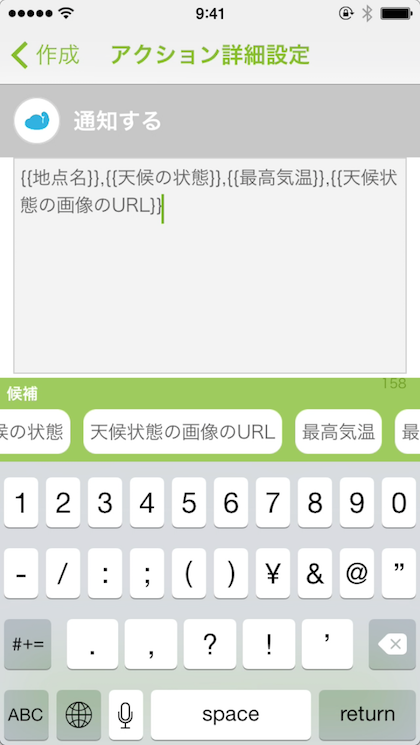 9:41
作成 アクション詳細設定
通知する
{{地点名}},{{天候の状態}},{{最高気温}},{{天候状
態の画像のURL}}
158
候補
候の状態 天候状態の画像のURL 最高気温 最
1 2 3 4 5 6 7 8 9 0
- / : ; ( ) ¥ & @ ”
#+= . , ? ! ’
ABC space return